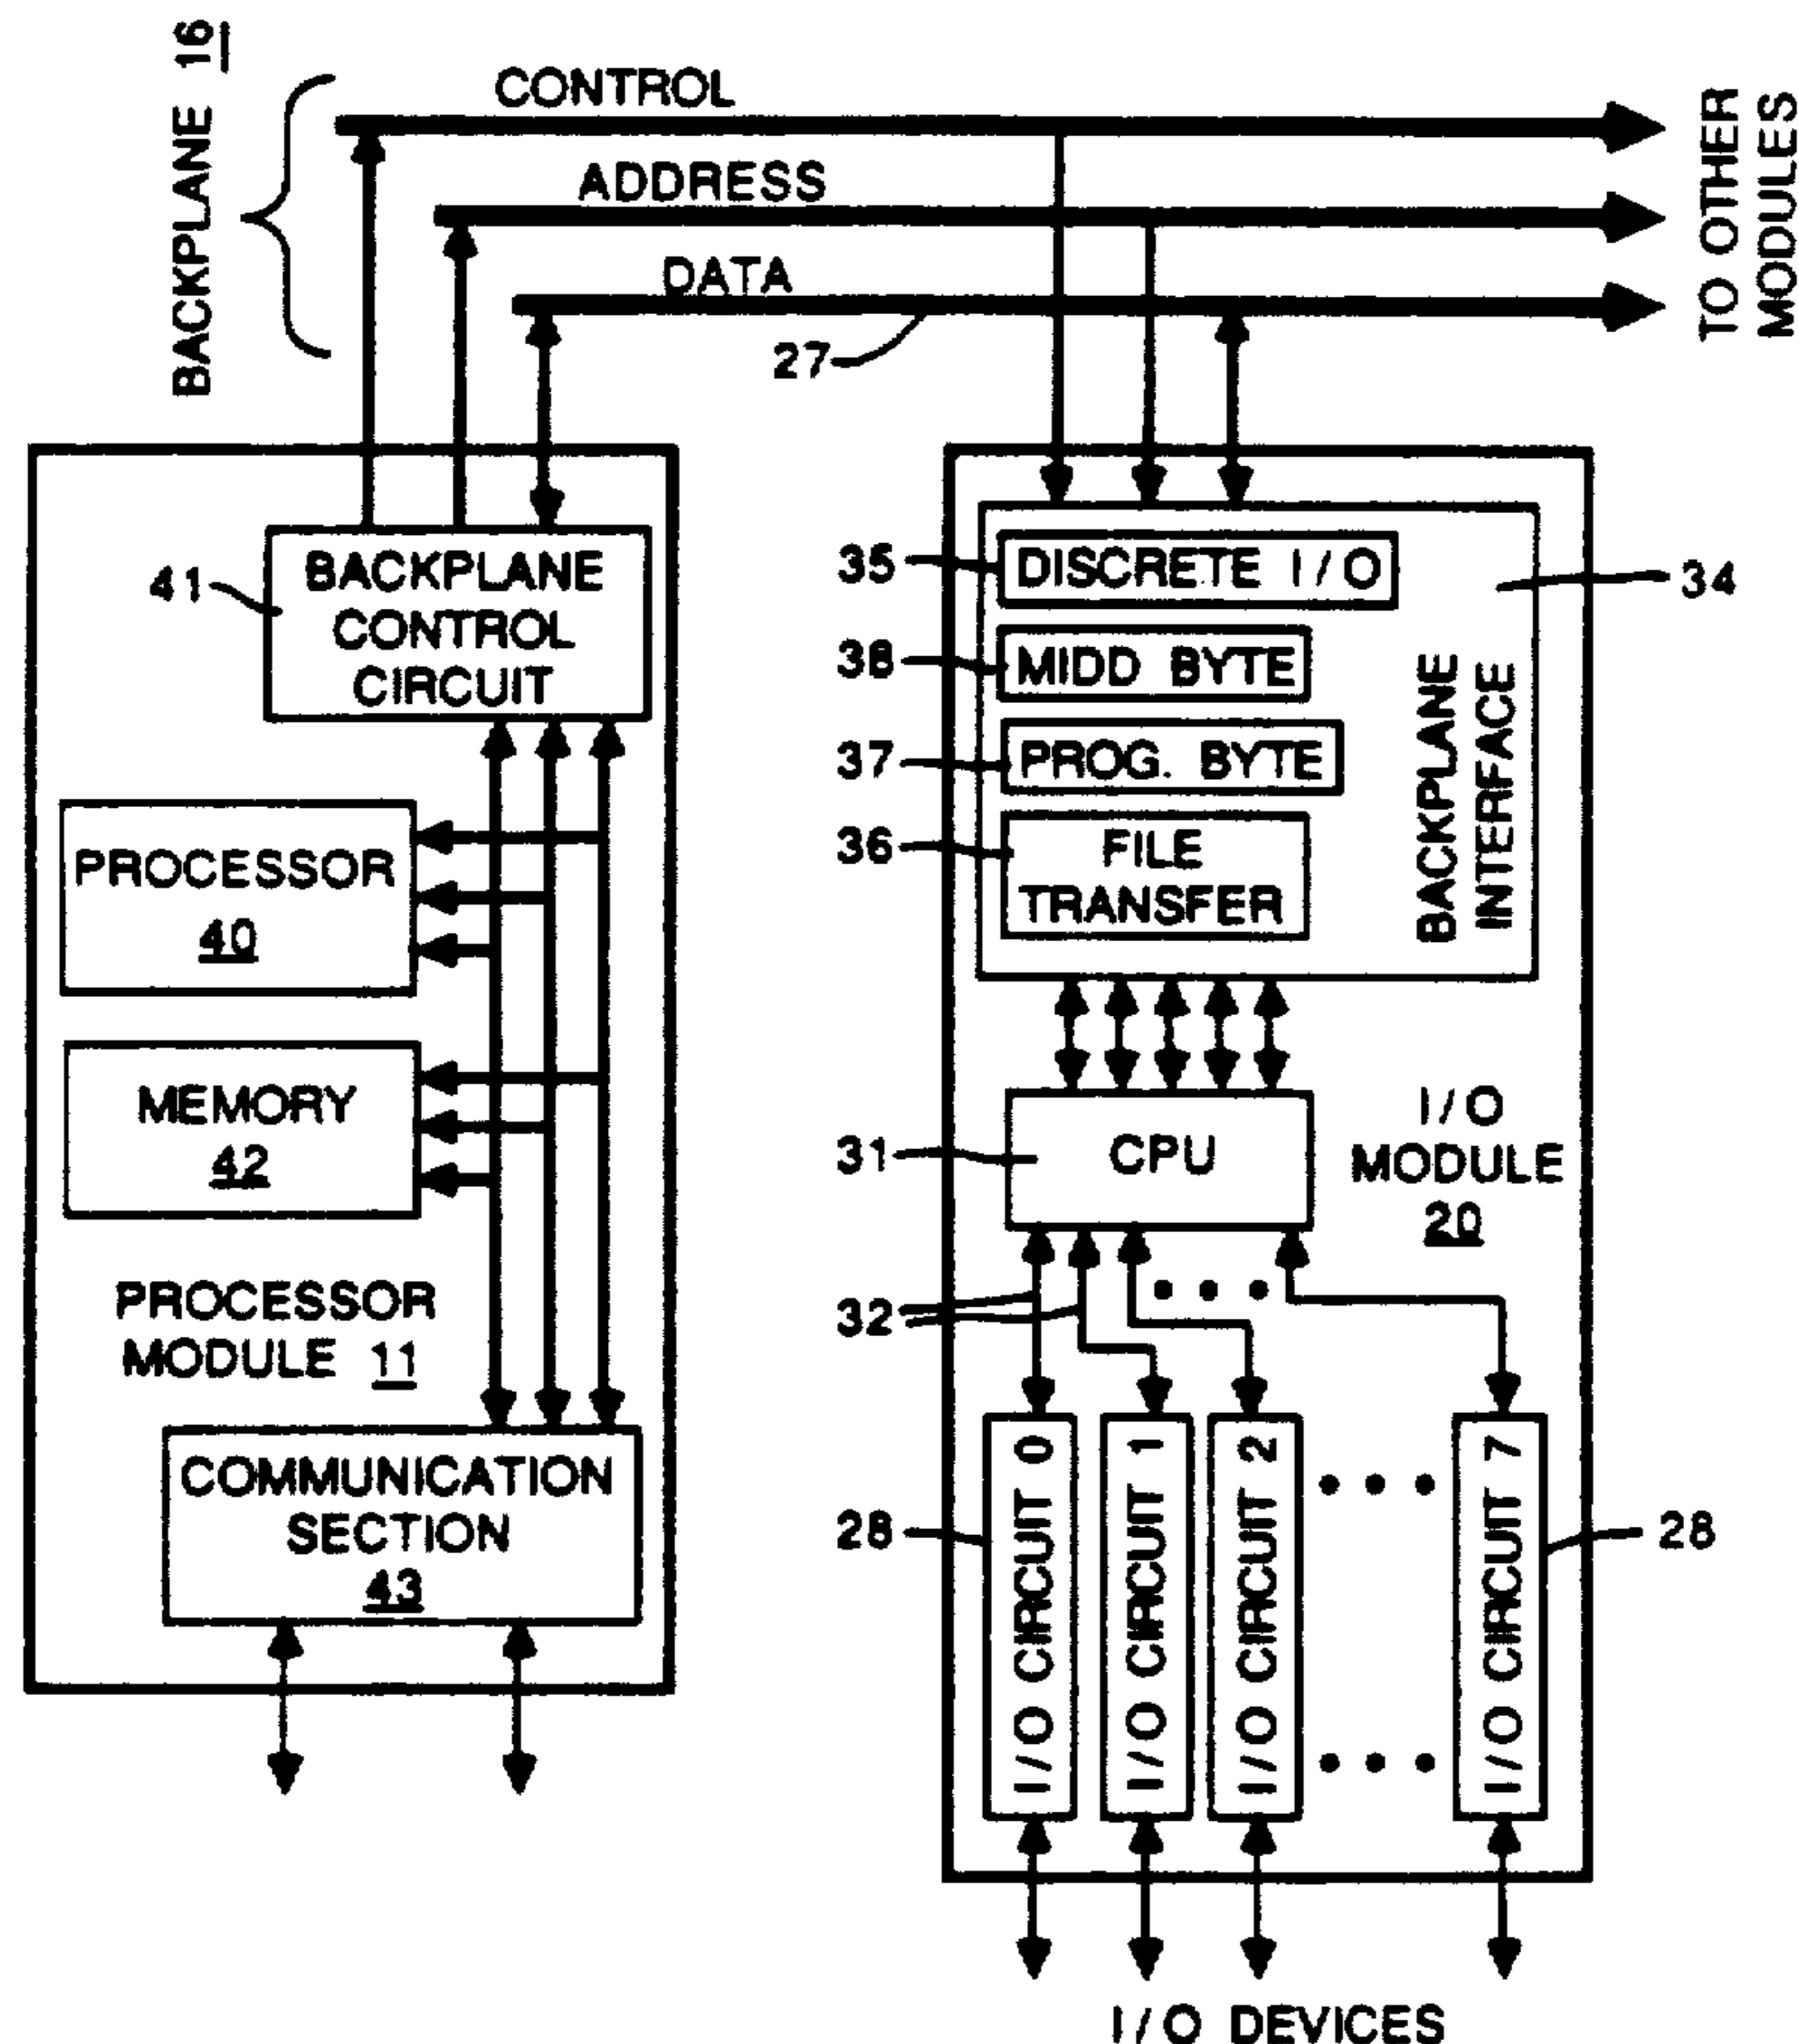 BACKPLANE 16
CONTROL
ADDRESS
DATA
27
TO OTHER
MODULES
41
BACKPLANE
CONTROL
CIRCUIT
PROCESSOR
40
MEMORY
42
PROCESSOR
MODULE 11
COMMUNICATION
SECTION
43
35
DISCRETE I/O
34
38
MIDD BYTE
37
PROG. BYTE
36
FILE
TRANSFER
BACKPLANE
INTERFACE
31
CPU
I/O
MODULE
20
32
28
I/O CIRCUIT 0
I/O CIRCUIT 1
I/O CIRCUIT 2
I/O CIRCUIT 7
28
I/O DEVICES